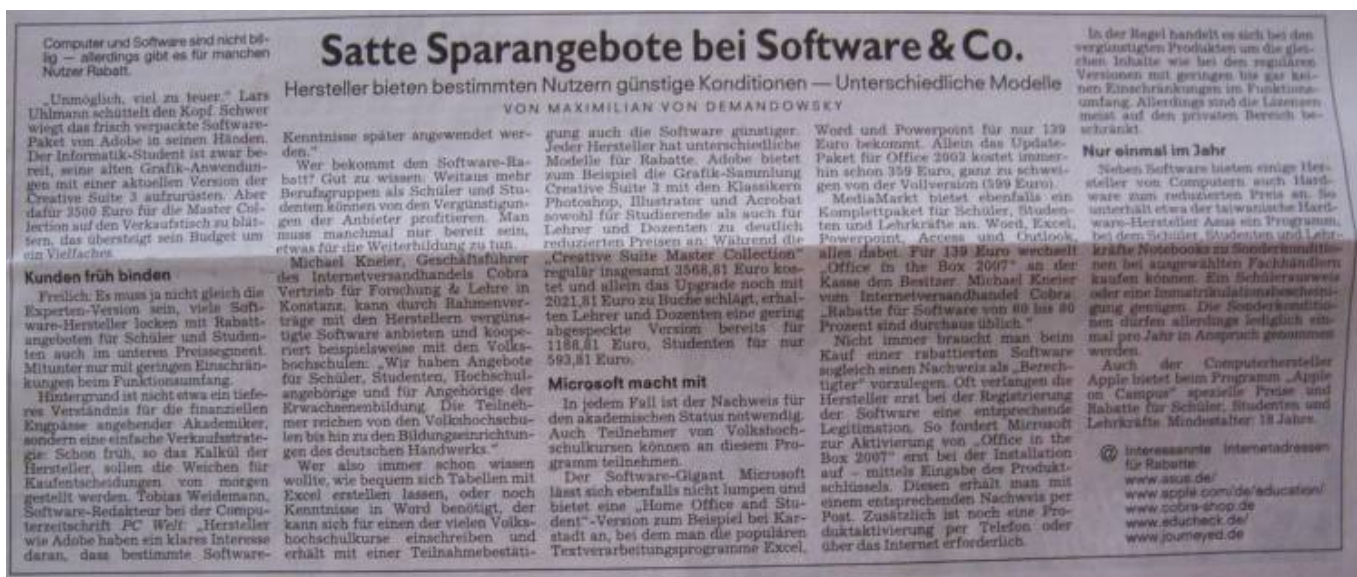 Computer und Software sind nicht bil-
lig — allerdings gibt es für manchen
Nutzer Rabatt.
Satte Sparangebote bei Software & Co.
Hersteller bieten bestimmten Nutzern günstige Konditionen — Unterschiedliche Modelle
VON MAXIMILIAN VON DEMANDOWSKY
„Unmöglich, viel zu teuer.“ Lars
Uhlmann schüttelt den Kopf. Schwer
wiegt das frisch verpackte Software-
Paket von Adobe in seinen Händen.
Der Informatik-Student ist zwar be-
reit, seine alten Grafik-Anwendun-
gen mit einer aktuellen Version der
Creative Suite 3 aufzurüsten. Aber
dafür 3500 Euro für die Master Col-
lection auf den Verkaufstisch zu blät-
tern, das übersteigt sein Budget um
ein Vielfaches.
Kunden früh binden
Freilich: Es muss ja nicht gleich die
Experten-Version sein, viele Soft-
ware-Hersteller locken mit Rabatt-
angeboten für Schüler und Studen-
ten auch im unteren Preissegment.
Mitunter nur mit geringen Einschrän-
kungen beim Funktionsumfang.
Hintergrund ist nicht etwa ein tiefe-
res Verständnis für die finanziellen
Engpässe angehender Akademiker,
sondern eine einfache Verkaufsstrate-
gie: Schon früh, so das Kalkül der
Hersteller, sollen die Weichen für
Kaufentscheidungen von morgen
gestellt werden. Tobias Weidemann,
Software-Redakteur bei der Compu-
terzeitschrift PC Welt: „Hersteller
wie Adobe haben ein klares Interesse
daran, dass bestimmte Software-
Kenntnisse später angewendet wer-
den.“
Wer bekommt den Software-Ra-
batt? Gut zu wissen: Weitaus mehr
Berufsgruppen als Schüler und Stu-
denten können von den Vergünstigun-
gen der Anbieter profitieren. Man
muss manchmal nur bereit sein,
etwas für die Weiterbildung zu tun.
Michael Kneier, Geschäftsführer
des Internetversandhandels Cobra
Vertrieb für Forschung & Lehre in
Konstanz, kann durch Rahmenver-
träge mit den Herstellern vergüns-
tigte Software anbieten und koope-
riert beispielsweise mit den Volks-
hochschulen: „Wir haben Angebote
für Schüler, Studenten, Hochschul-
angehörige und für Angehörige der
Erwachsenenbildung. Die Teilneh-
mer reichen von den Volkshochschu-
len bis hin zu den Bildungseinrichtun-
gen des deutschen Handwerks.“
Wer also immer schon wissen
wollte, wie bequem sich Tabellen mit
Excel erstellen lassen, oder noch
Kenntnisse in Word benötigt, der
kann sich für einen der vielen Volks-
hochschulkurse einschreiben und
erhält mit einer Teilnahmebestäti-
gung auch die Software günstiger.
Jeder Hersteller hat unterschiedliche
Modelle für Rabatte. Adobe bietet
zum Beispiel die Grafik-Sammlung
Creative Suite 3 mit den Klassikern
Photoshop, Illustrator und Acrobat
sowohl für Studierende als auch für
Lehrer und Dozenten zu deutlich
reduzierten Preisen an: Während die
„Creative Suite Master Collection“
regulär insgesamt 3568,81 Euro kos-
tet und allein das Upgrade noch mit
2021,81 Euro zu Buche schlägt, erhal-
ten Lehrer und Dozenten eine gering
abgespeckte Version bereits für
1188,81 Euro, Studenten für nur
593,81 Euro.
Microsoft macht mit
In jedem Fall ist der Nachweis für
den akademischen Status notwendig.
Auch Teilnehmer von Volkshoch-
schulkursen können an diesem Pro-
gramm teilnehmen.
Der Software-Gigant Microsoft
lässt sich ebenfalls nicht lumpen und
bietet eine „Home Office and Stu-
dent“-Version zum Beispiel bei Kar-
stadt an, bei dem man die populären
Textverarbeitungsprogramme Excel,
Word und Powerpoint für nur 139
Euro bekommt. Allein das Update-
Paket für Office 2003 kostet immer-
hin schon 359 Euro, ganz zu schwei-
gen von der Vollversion (599 Euro).
MediaMarkt bietet ebenfalls ein
Komplettpaket für Schüler, Studen-
ten und Lehrkräfte an. Word, Excel,
Powerpoint, Access und Outlook
alles dabei. Für 139 Euro wechselt
„Office in the Box 2007“ an der
Kasse den Besitzer. Michael Kneier
vom Internetversandhandel Cobra:
„Rabatte für Software von 60 bis 80
Prozent sind durchaus üblich.“
Nicht immer braucht man beim
Kauf einer rabattierten Software
sogleich einen Nachweis als „Berech-
tigter“ vorzulegen. Oft verlangen die
Hersteller erst bei der Registrierung
der Software eine entsprechende
Legitimation. So fordert Microsoft
zur Aktivierung von „Office in the
Box 2007“ erst bei der Installation
auf – mittels Eingabe des Produkt-
schlüssels. Diesen erhält man mit
einem entsprechenden Nachweis per
Post. Zusätzlich ist noch eine Pro-
duktaktivierung per Telefon oder
über das Internet erforderlich.
In der Regel handelt es sich bei den
vergünstigten Produkten um die glei-
chen Inhalte wie bei den regulären
Versionen mit geringen bis gar kei-
nen Einschränkungen im Funktions-
umfang. Allerdings sind die Lizenzen
meist auf den privaten Bereich be-
schränkt.
Nur einmal im Jahr
Neben Software bieten einige Her-
steller von Computern auch Hard-
ware zum reduzierten Preis an. So
unterhält etwa der taiwanische Hard-
ware-Hersteller Asus ein Programm,
bei dem Schüler, Studenten und Lehr-
kräfte Notebooks zu Sonderkonditio-
nen bei ausgewählten Fachhändlern
kaufen können. Ein Schülerausweis
oder eine Immatrikulationsbescheini-
gung genügen. Die Sonderkonditio-
nen dürfen allerdings lediglich ein-
mal pro Jahr in Anspruch genommen
werden.
Auch der Computerhersteller
Apple bietet beim Programm „Apple
on Campus“ spezielle Preise und
Rabatte für Schüler, Studenten und
Lehrkräfte. Mindestalter: 18 Jahre.
@ Interessante Internetadressen
für Rabatte:
www.asus.de/
www.apple.com/de/education/
www.cobra-shop.de
www.educheck.de/
www.journeyed.de